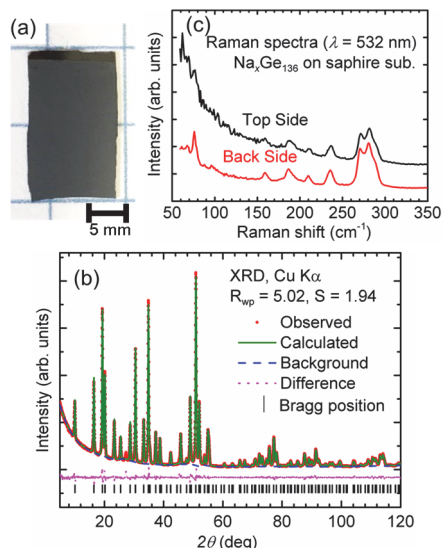 (a)
5 mm
(c)
Raman spectra (λ = 532 nm)
NaxGe136 on saphire sub.
Top Side
Back Side
Intensity (arb. units)
50 100 150 200 250 300 350
Raman shift (cm-1)
(b)
XRD, Cu Kα
Rwp = 5.02, S = 1.94
Observed
Calculated
Background
Difference
Bragg position
Intensity (arb. units)
20 40 60 80 100 120
2θ (deg)